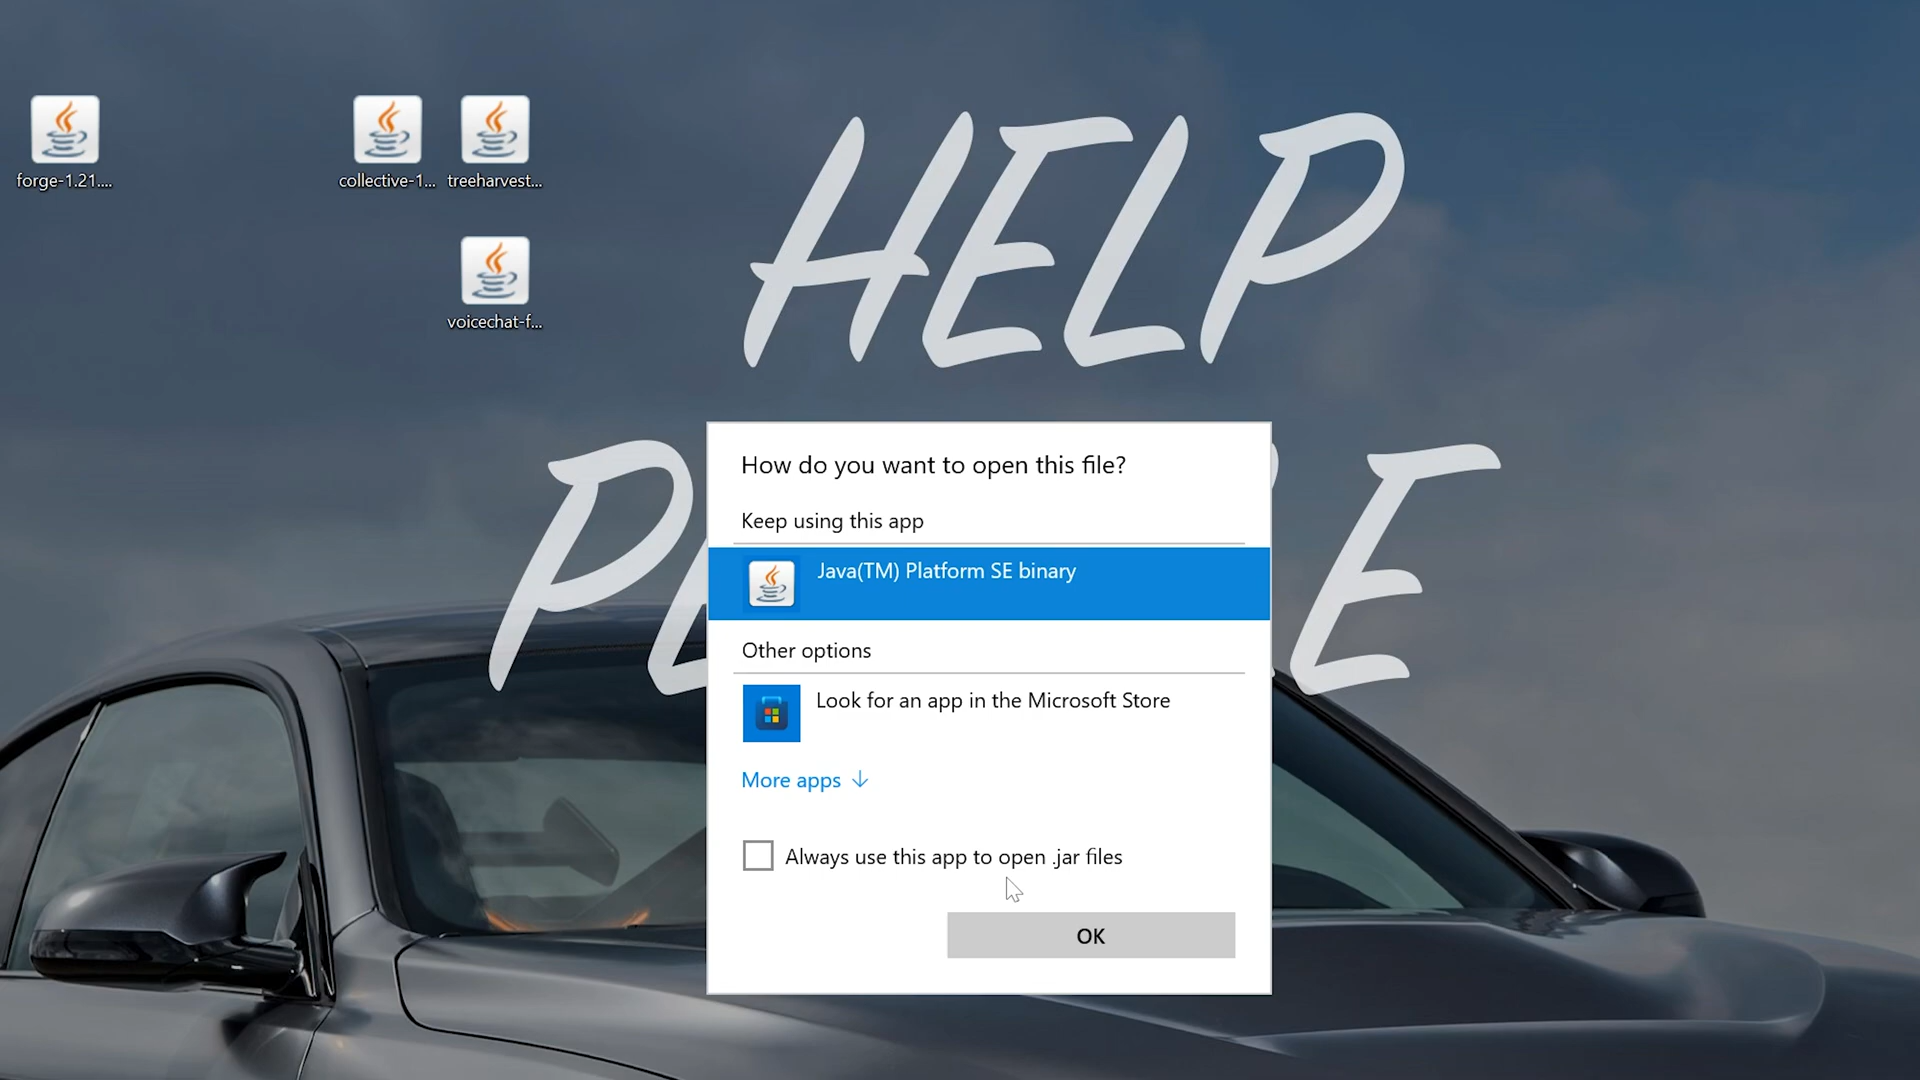 forge-1.21....
collective-1...
treeharvest...
voicechat-f...
HELP
How do you want to open this file?
Keep using this app
Java(TM) Platform SE binary
Other options
Look for an app in the Microsoft Store
More apps
Always use this app to open .jar files
OK